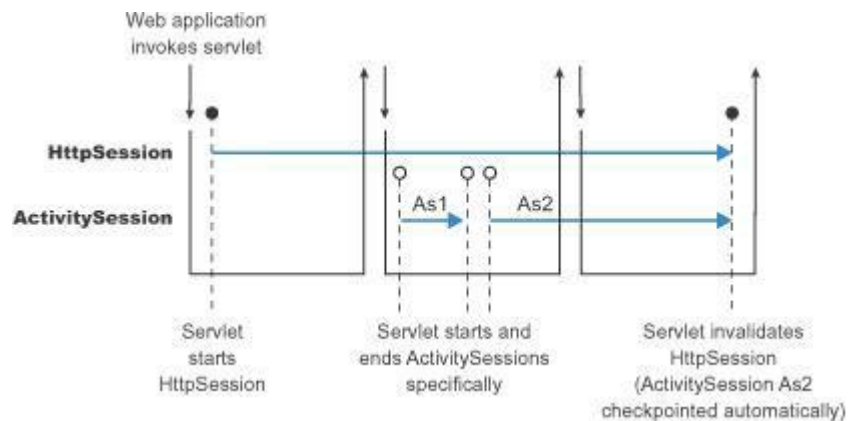 Web application
invokes servlet
HttpSession
ActivitySession
As1
As2
Servlet
starts
HttpSession
Servlet starts and
ends ActivitySessions
specifically
Servlet invalidates
HttpSession
(ActivitySession As2
checkpointed automatically)